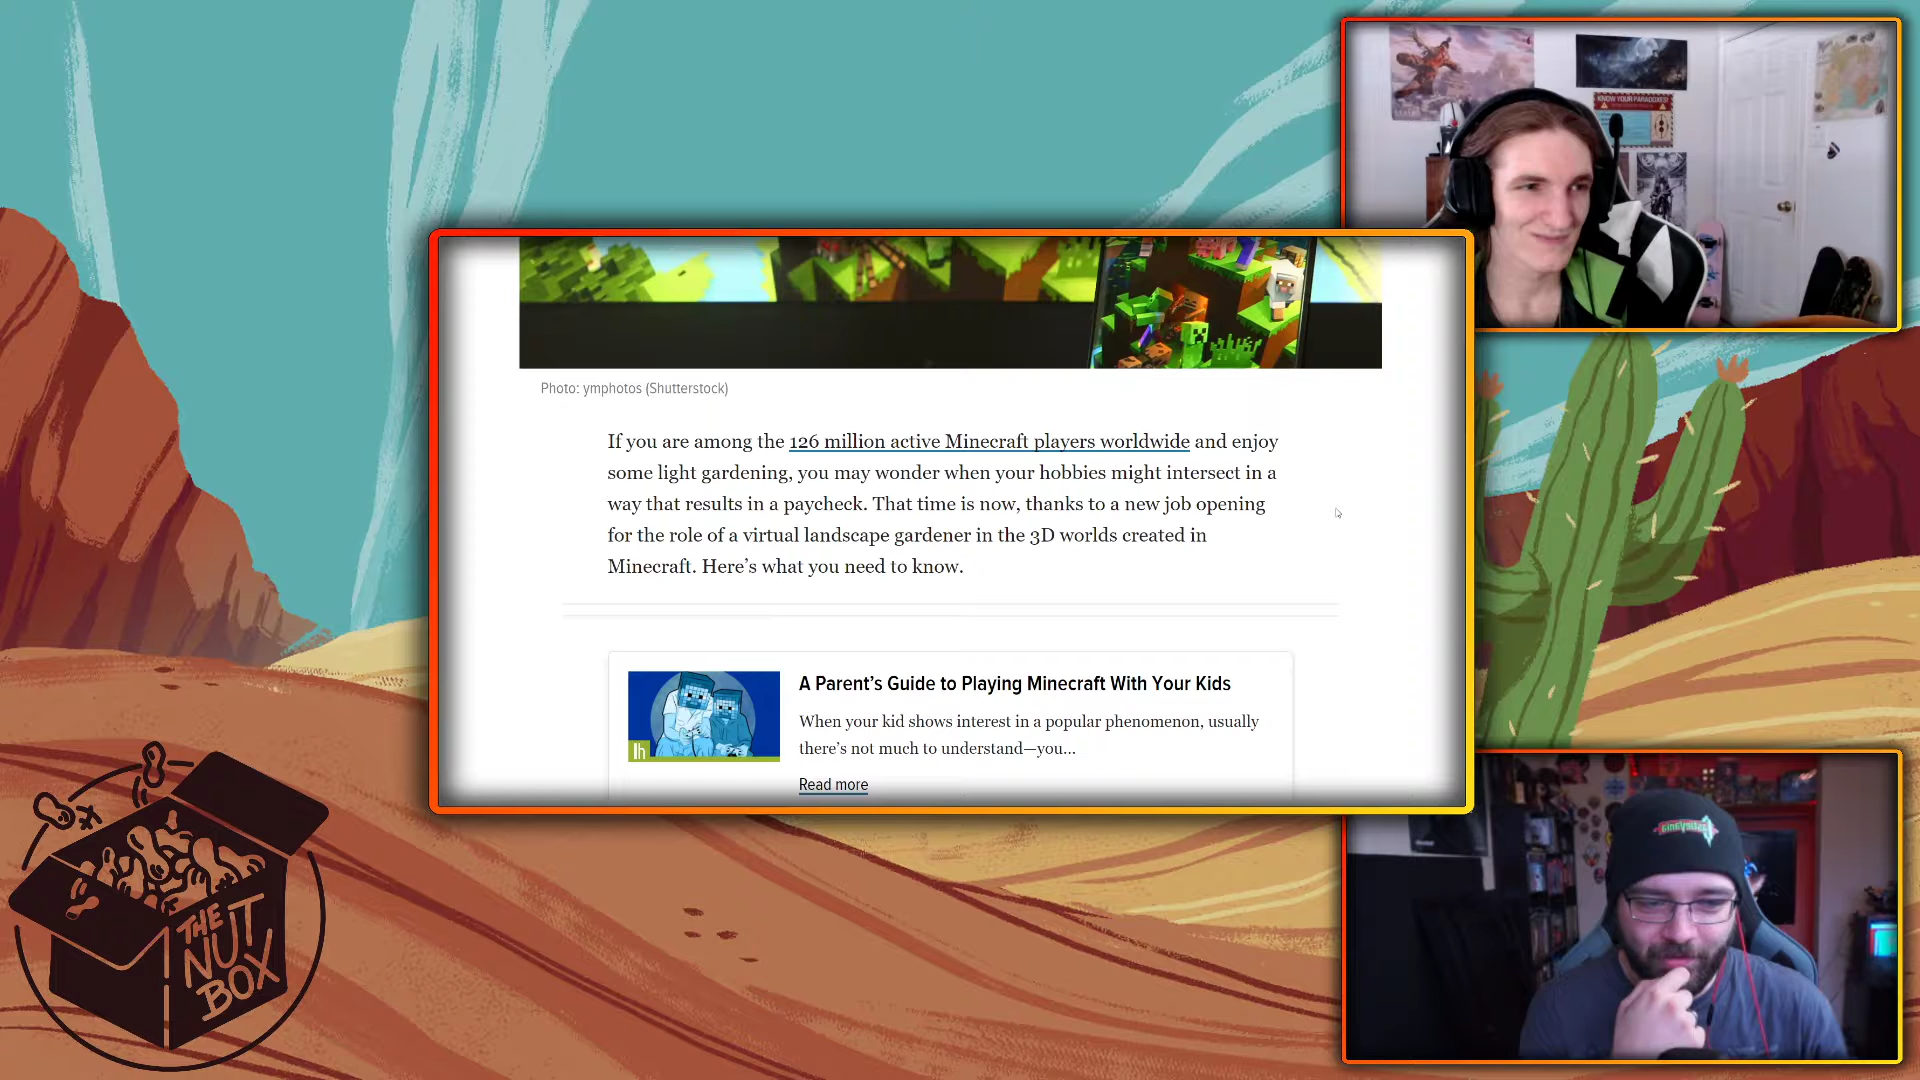 KNOW YOUR PARADOXES!
Photo: ymphotos (Shutterstock)
If you are among the 126 million active Minecraft players worldwide and enjoy
some light gardening, you may wonder when your hobbies might intersect in a
way that results in a paycheck. That time is now, thanks to a new job opening
for the role of a virtual landscape gardener in the 3D worlds created in
Minecraft. Here’s what you need to know.
A Parent’s Guide to Playing Minecraft With Your Kids
When your kid shows interest in a popular phenomenon, usually
there’s not much to understand—you...
lh
Read more
THE
NUT
BOX